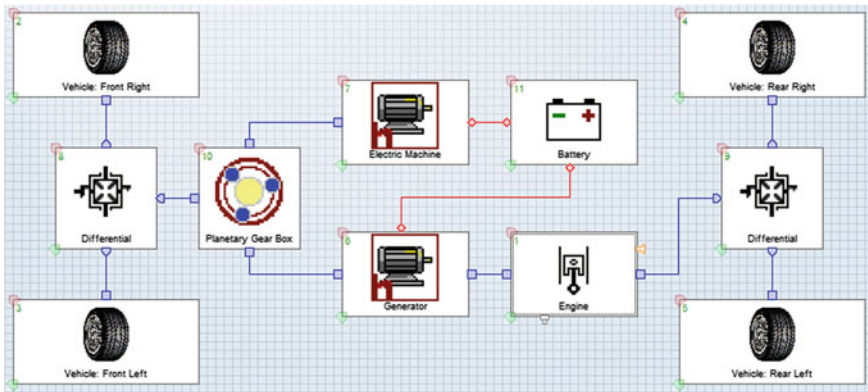 2
Vehicle: Front Right
4
Vehicle: Rear Right
7
Electric Machine
11
Battery
8
Differential
10
Planetary Gear Box
9
Differential
6
Generator
1
Engine
3
Vehicle: Front Left
5
Vehicle: Rear Left